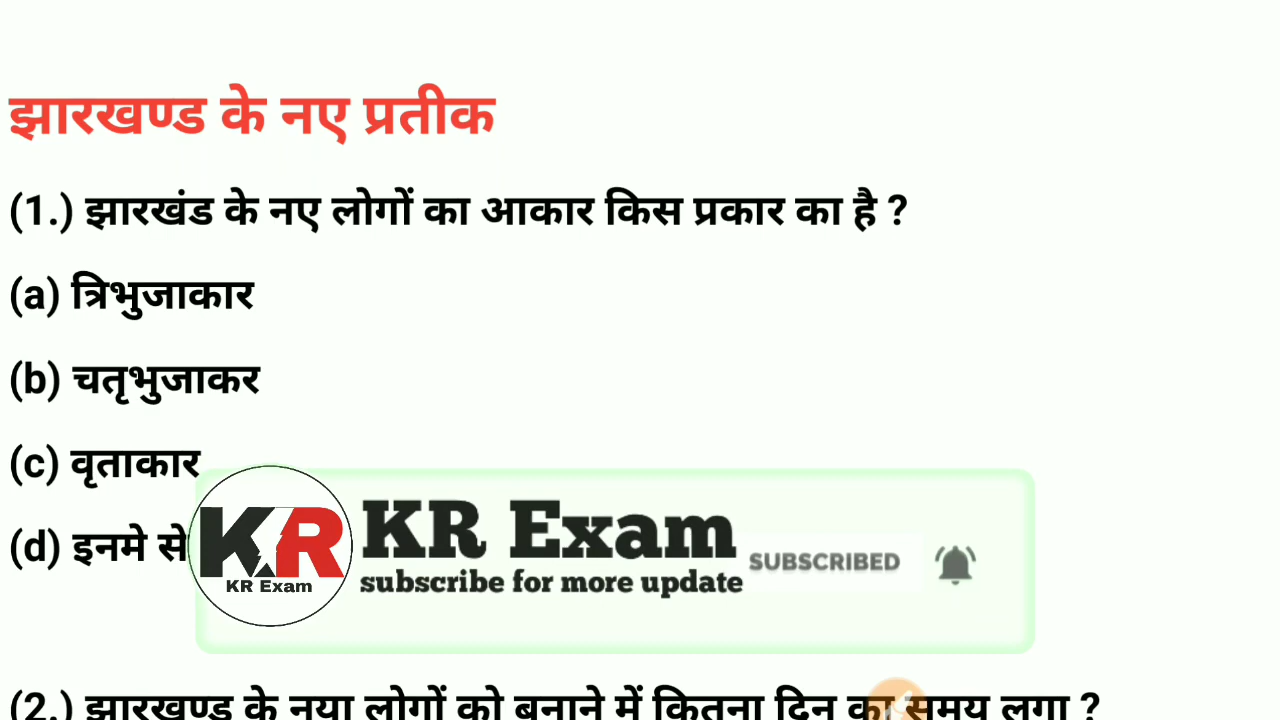 झारखण्ड के नए प्रतीक
(1.) झारखंड के नए लोगों का आकार किस प्रकार का है ?
(a) त्रिभुजाकार
(b) चतृभुजाकर
(c) वृताकार
(d) इनमे से
KR
KR Exam
KR Exam
subscribe for more update
SUBSCRIBED
(2.) झारखण्ड के नया लोगों को बनाने में कितना दिन का समय लगा ?